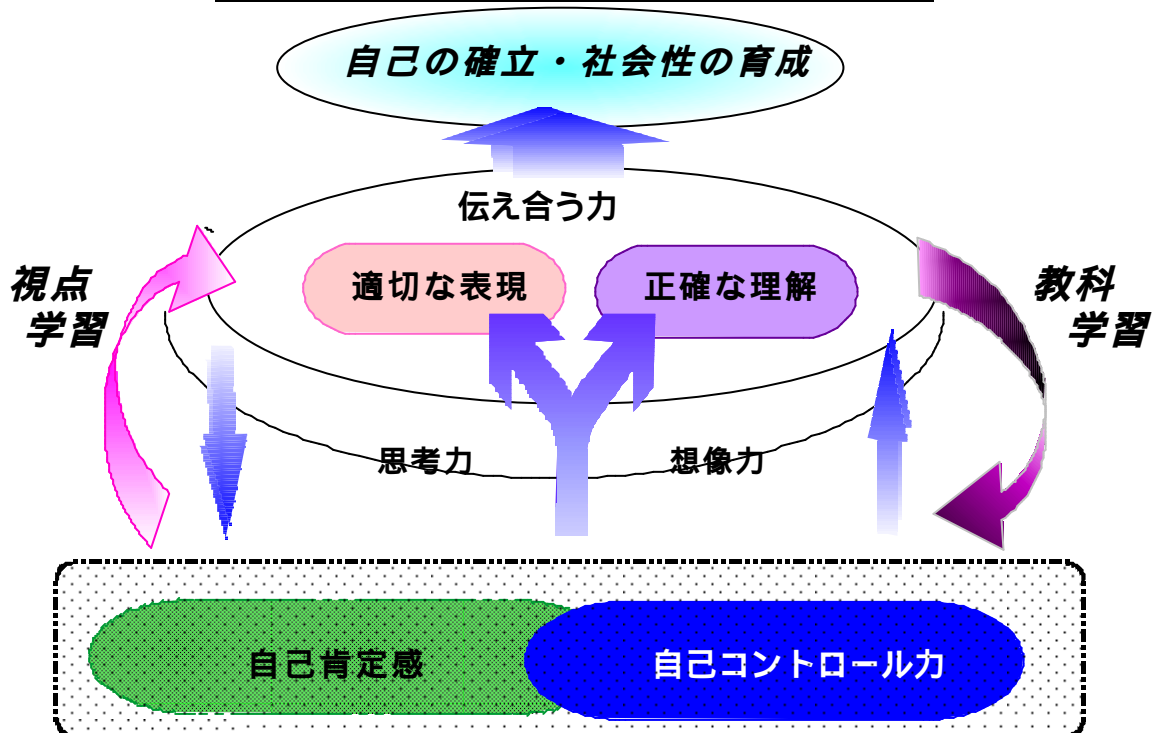 自己の確立・社会性の育成
伝え合う力
視点
学習
適切な表現
正確な理解
教科
学習
思考力
想像力
自己肯定感
自己コントロール力